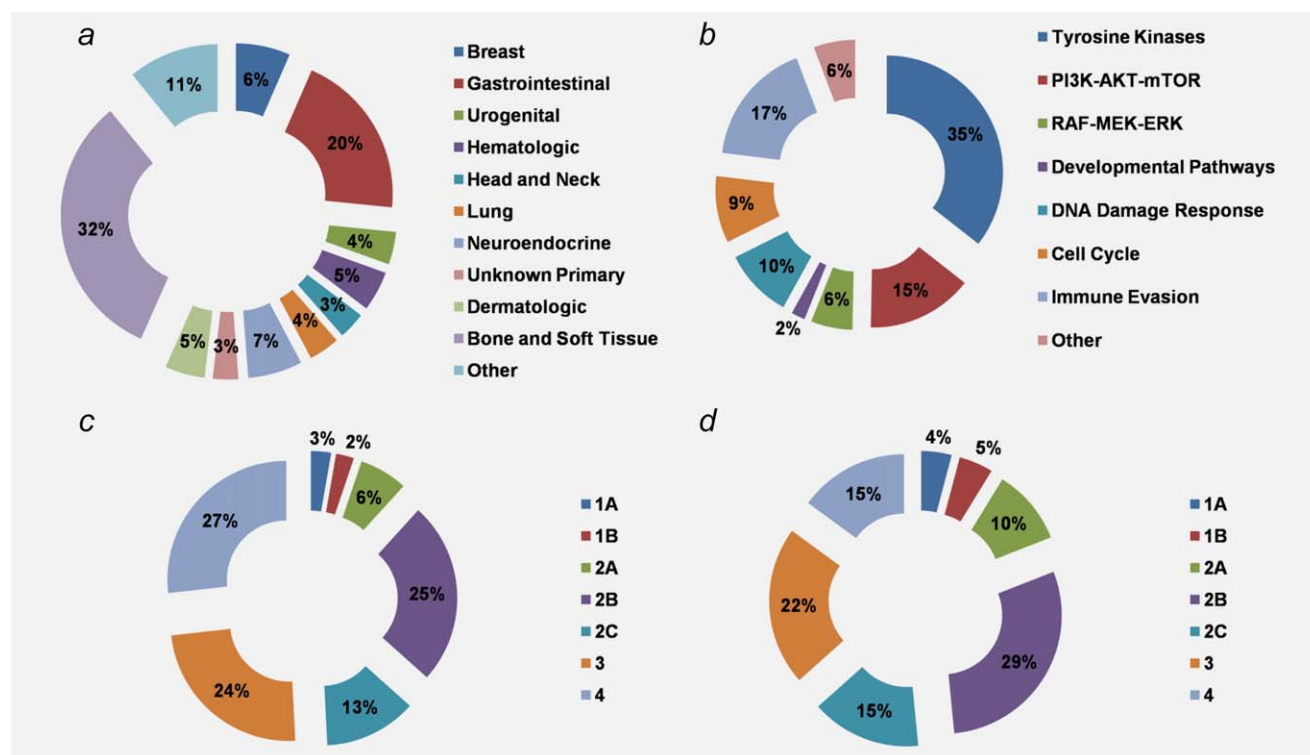 a
6%
20%
4%
5%
3%
4%
7%
3%
5%
32%
11%
Breast
Gastrointestinal
Urogenital
Hematologic
Head and Neck
Lung
Neuroendocrine
Unknown Primary
Dermatologic
Bone and Soft Tissue
Other
b
35%
15%
6%
2%
10%
9%
17%
6%
Tyrosine Kinases
PI3K-AKT-mTOR
RAF-MEK-ERK
Developmental Pathways
DNA Damage Response
Cell Cycle
Immune Evasion
Other
c
3%
2%
6%
25%
13%
24%
27%
1A
1B
2A
2B
2C
3
4
d
4%
5%
10%
29%
15%
22%
15%
1A
1B
2A
2B
2C
3
4